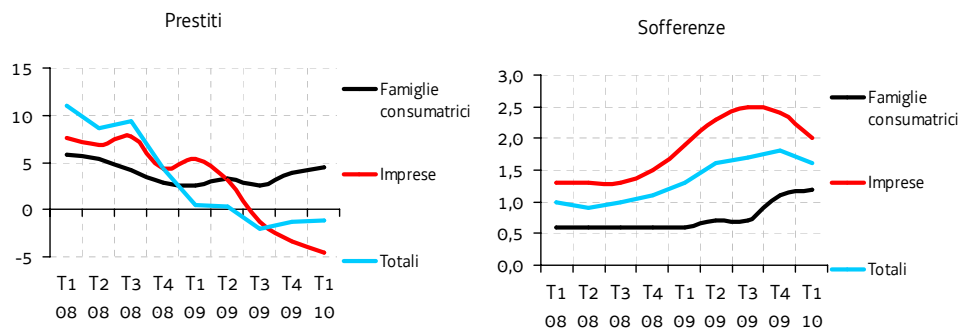 Prestiti
15
10
5
0
-5
T1 T2 T3 T4 T1 T2 T3 T4 T1
08 08 08 08 09 09 09 09 10
Famiglie
consumatrici
Imprese
Totali
Sofferenze
3,0
2,5
2,0
1,5
1,0
0,5
0,0
T1 T2 T3 T4 T1 T2 T3 T4 T1
08 08 08 08 09 09 09 09 10
Famiglie
consumatrici
Imprese
Totali